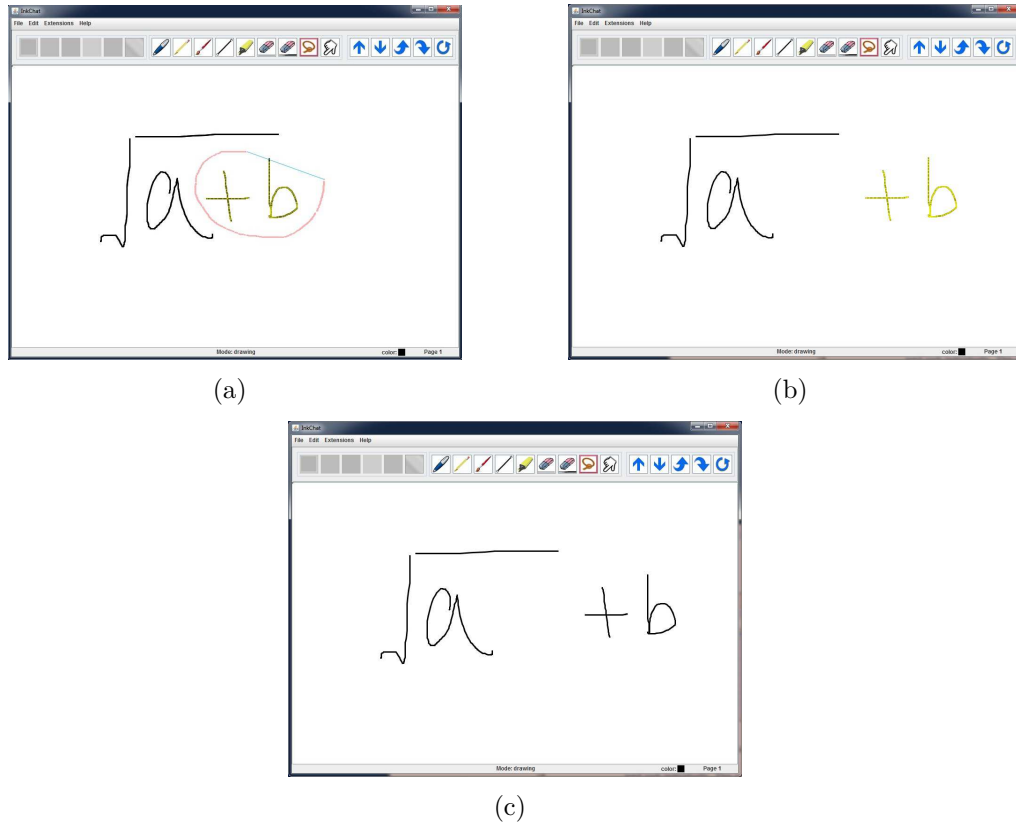 InkChat
File Edit Extensions Help
√a + b
Mode: drawing color: Page 1
(a)
InkChat
File Edit Extensions Help
√a + b
Mode: drawing color: Page 1
(b)
InkChat
File Edit Extensions Help
√a + b
Mode: drawing color: Page 1
(c)